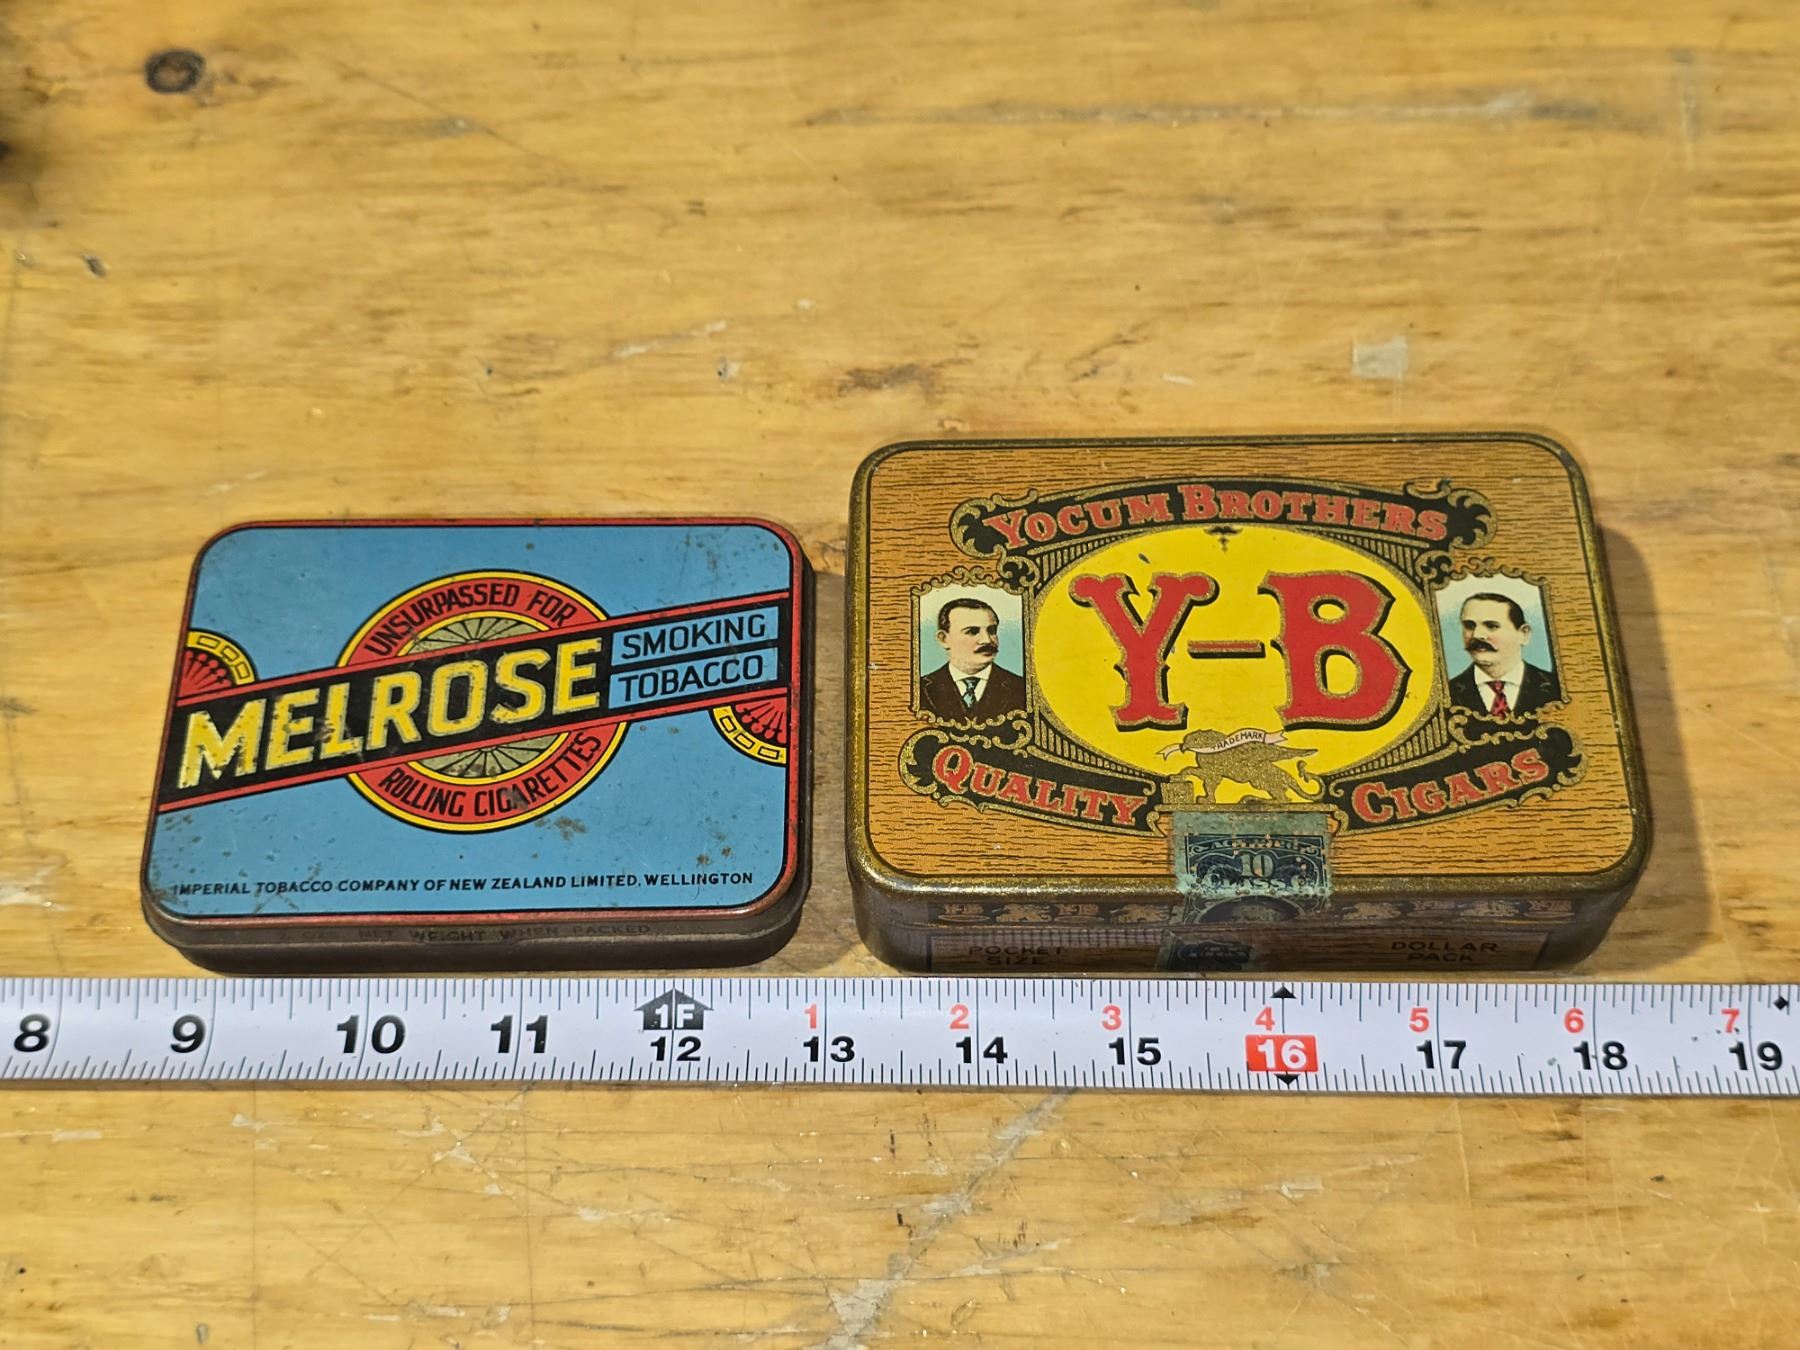 UNSURPASSED FOR
MELROSE
SMOKING
TOBACCO
ROLLING CIGARETTES
IMPERIAL TOBACCO COMPANY OF NEW ZEALAND LIMITED, WELLINGTON
NET WEIGHT WHEN PACKED
YOCUM BROTHERS
Y-B
TRADEMARK
QUALITY CIGARS
10
CLASS
Y-B Y-B
POCKET
SIZE
DOLLAR
PACK
1F 1 2 3 4 5 6 7
8 9 10 11 12 13 14 15 16 17 18 19